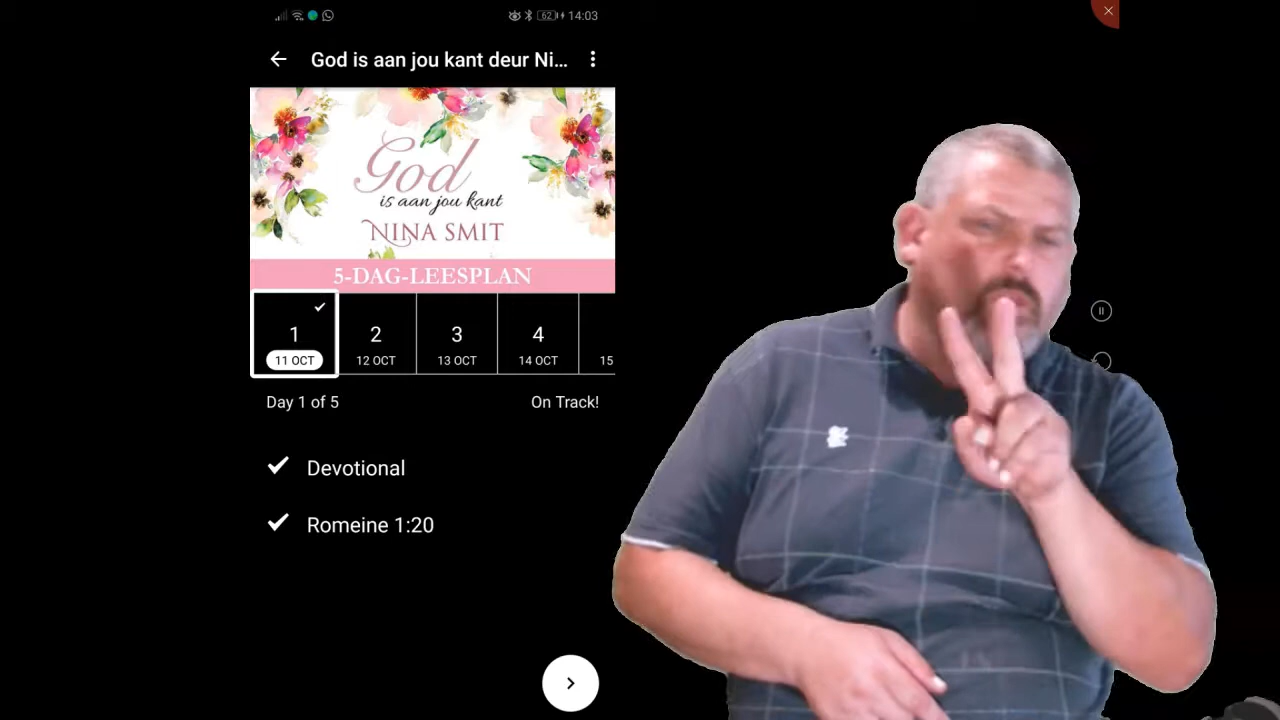 62 14:03
God is aan jou kant deur Ni...
God
is aan jou kant
NINA SMIT
5-DAG-LEESPLAN
1 2 3 4
11 OCT 12 OCT 13 OCT 14 OCT 15
Day 1 of 5 On Track!
Devotional
Romeine 1:20